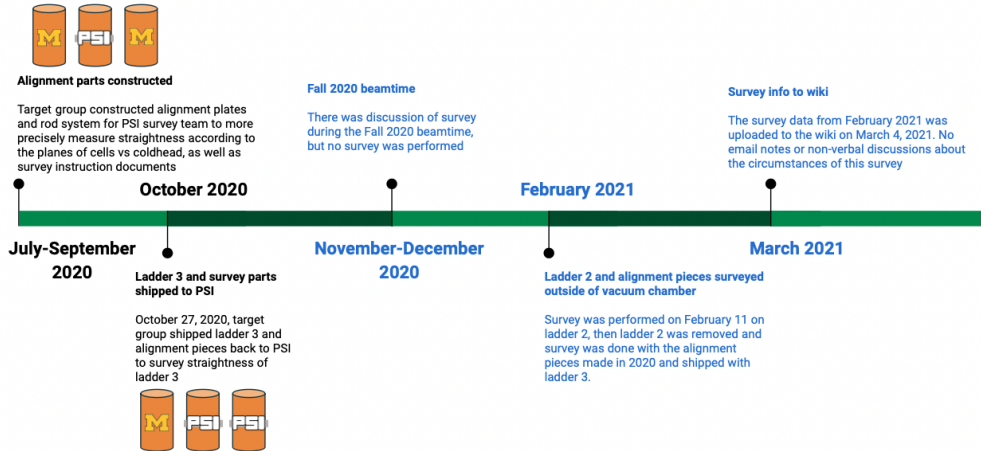 M PSI M
Alignment parts constructed
Target group constructed alignment plates
and rod system for PSI survey team to more
precisely measure straightness according to
the planes of cells vs coldhead, as well as
survey instruction documents
Fall 2020 beamtime
There was discussion of survey
during the Fall 2020 beamtime,
but no survey was performed
Survey info to wiki
The survey data from February 2021 was
uploaded to the wiki on March 4, 2021. No
email notes or non-verbal discussions about
the circumstances of this survey
October 2020
February 2021
July-September
2020
November-December
2020
March 2021
Ladder 3 and survey parts
shipped to PSI
October 27, 2020, target
group shipped ladder 3 and
alignment pieces back to PSI
to survey straightness of
ladder 3
M PSI PSI
Ladder 2 and alignment pieces surveyed
outside of vacuum chamber
Survey was performed on February 11 on
ladder 2, then ladder 2 was removed and
survey was done with the alignment
pieces made in 2020 and shipped with
ladder 3.